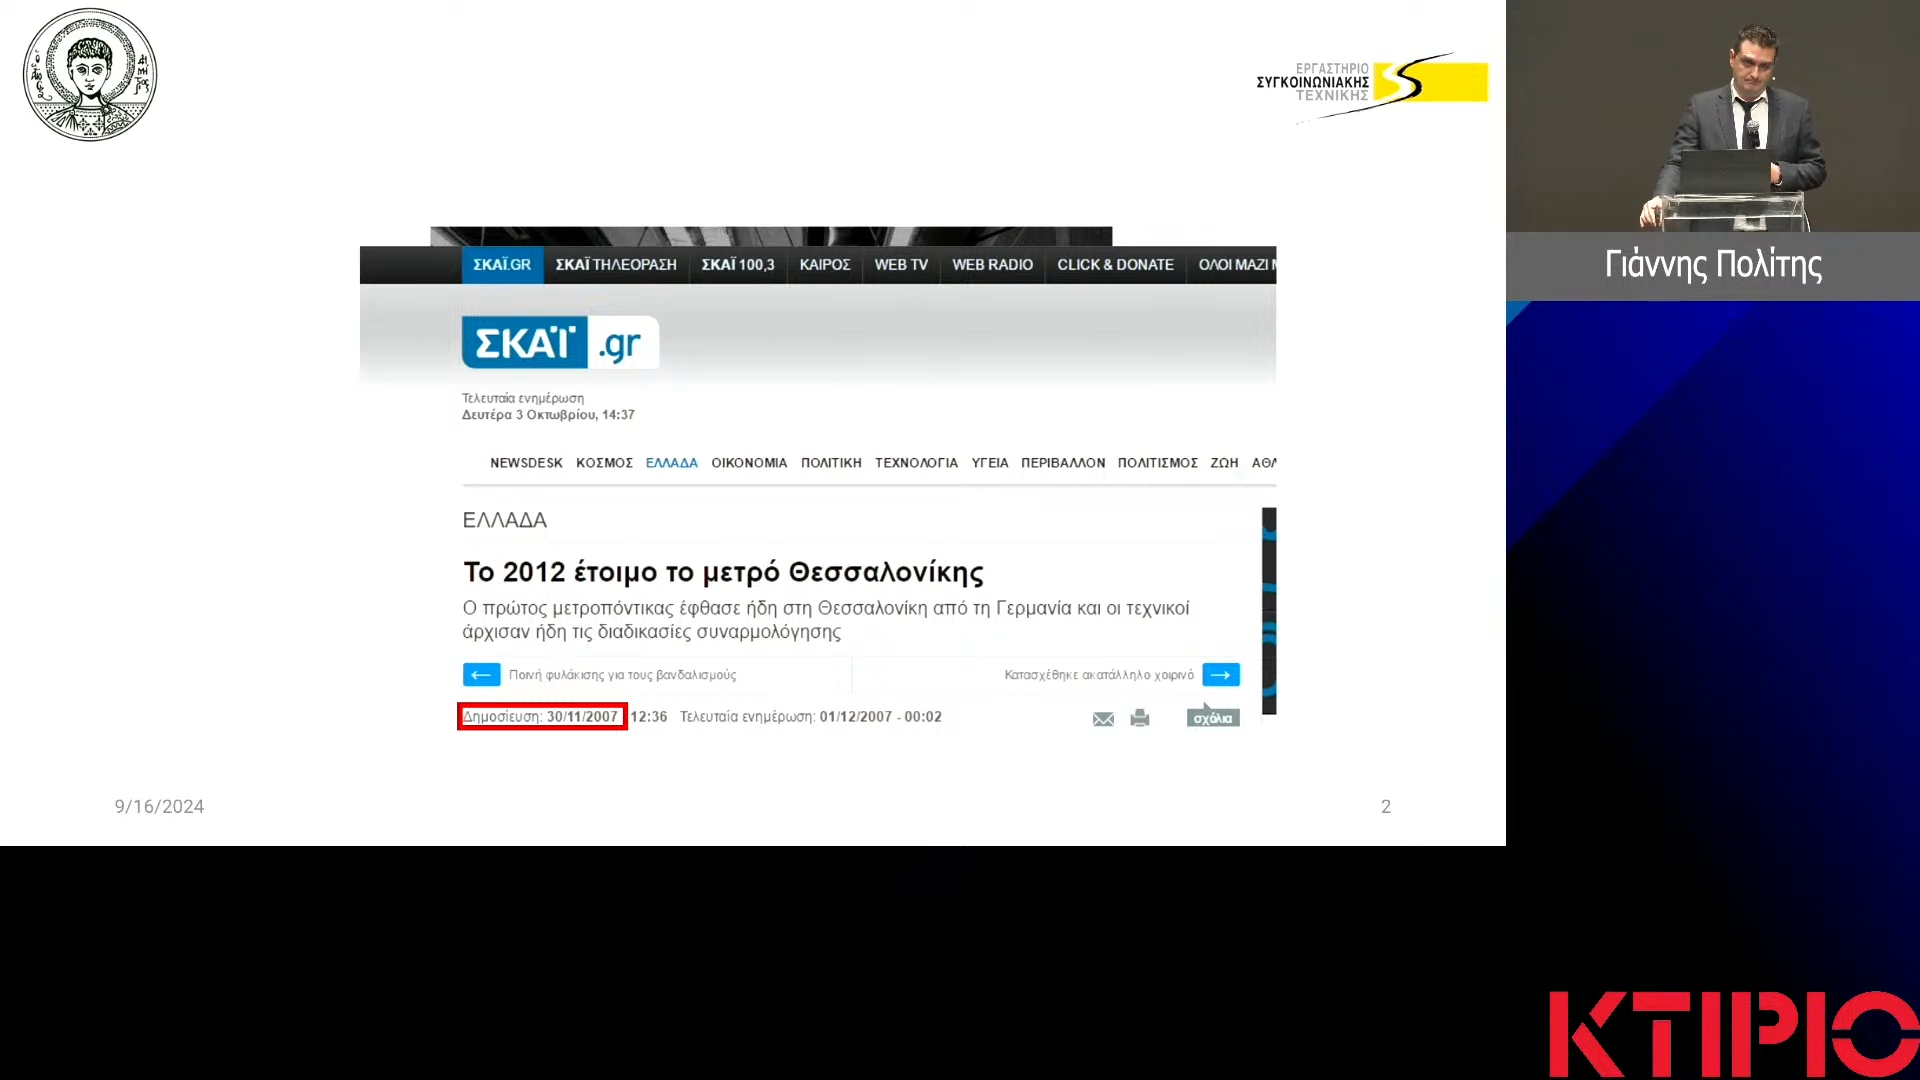 ΕΡΓΑΣΤΗΡΙΟ
ΣΥΓΚΟΙΝΩΝΙΑΚΗΣ
ΤΕΧΝΙΚΗΣ
ΣΚΑΪ.GR ΣΚΑΪ ΤΗΛΕΟΡΑΣΗ ΣΚΑΪ 100,3 ΚΑΙΡΟΣ WEB TV WEB RADIO CLICK & DONATE ΟΛΟΙ ΜΑΖΙ
ΣΚΑΪ .gr
Τελευταία ενημέρωση
Δευτέρα 3 Οκτωβρίου, 14:37
NEWSDESK ΚΟΣΜΟΣ ΕΛΛΑΔΑ ΟΙΚΟΝΟΜΙΑ ΠΟΛΙΤΙΚΗ ΤΕΧΝΟΛΟΓΙΑ ΥΓΕΙΑ ΠΕΡΙΒΑΛΛΟΝ ΠΟΛΙΤΙΣΜΟΣ ΖΩΗ ΑΘΛ
ΕΛΛΑΔΑ
Το 2012 έτοιμο το μετρό Θεσσαλονίκης
Ο πρώτος μετροπόντικας έφθασε ήδη στη Θεσσαλονίκη από τη Γερμανία και οι τεχνικοί
άρχισαν ήδη τις διαδικασίες συναρμολόγησης
Ποινή φυλάκισης για τους βανδαλισμούς
Κατασχέθηκε ακατάλληλο χοιρινό
Δημοσίευση: 30/11/2007 12:36 Τελευταία ενημέρωση: 01/12/2007 - 00:02
σχόλια
9/16/2024
2
Γιάννης Πολίτης
ΚΤΙΡΙΟ